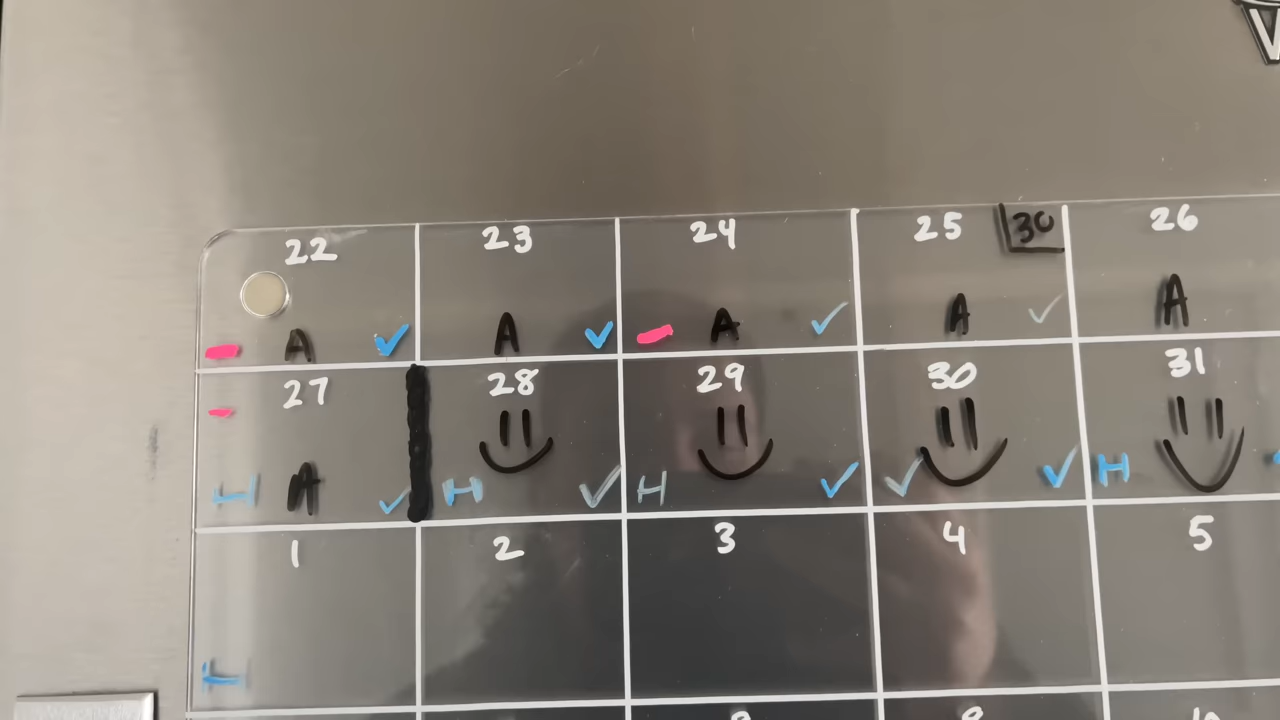 22 23 24 25 30 26
A ✓ A ✓ A ✓ A ✓ A
27 28 29 30 31
H A ✓ H ✓ H ✓ ✓ ✓ H
1 2 3 4 5